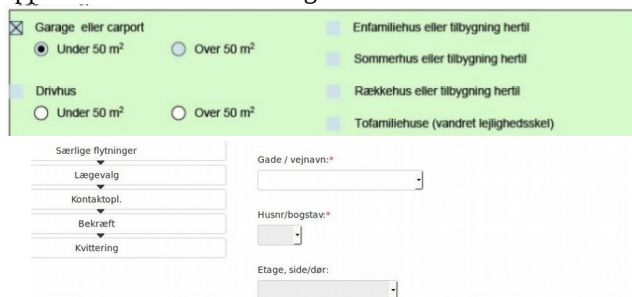 Garage eller carport
Under 50 m² Over 50 m²
Drivhus
Under 50 m² Over 50 m²
Enfamiliehus eller tilbygning hertil
Sommerhus eller tilbygning hertil
Rækkehus eller tilbygning hertil
Tofamiliehuse (vandret lejlighedsskel)
Særlige flytninger
Lægevalg
Kontaktopl.
Bekræft
Kvittering
Gade / vejnavn:*
Husnr/bogstav:*
Etage, side/dør: